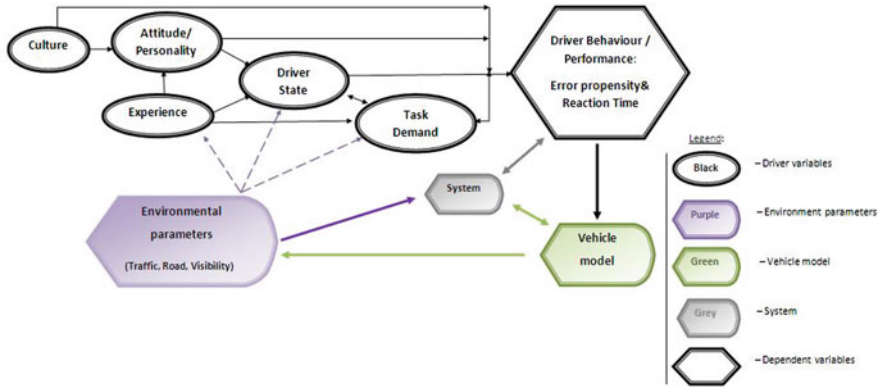 Culture
Attitude/
Personality
Driver
State
Experience
Task
Demand
Driver Behaviour /
Performance:
Error propensity&
Reaction Time
Environmental
parameters
(Traffic, Road, Visibility)
System
Vehicle
model
Legend:
Black
– Driver variables
Purple
– Environment parameters
Green
– Vehicle model
Grey
– System
– Dependent variables